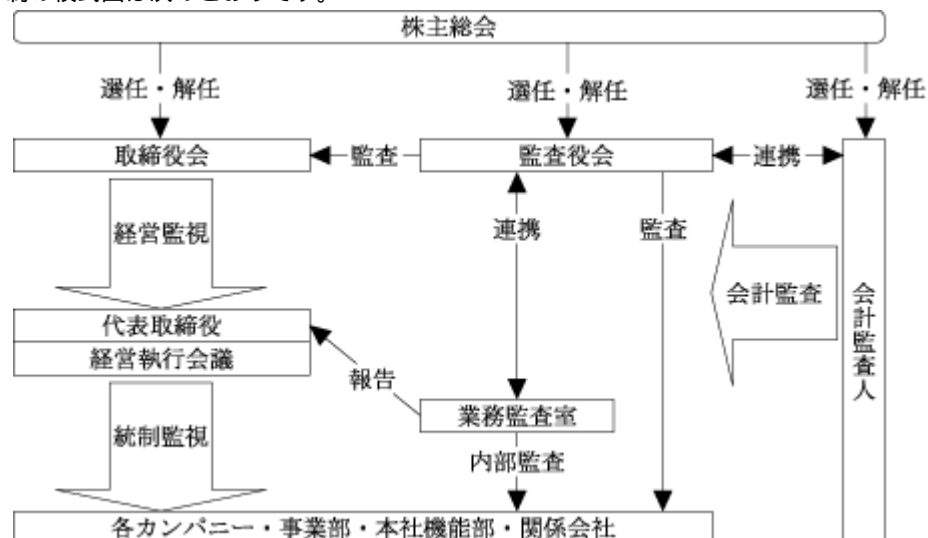 株主総会
選任・解任
選任・解任
選任・解任
取締役会
監査
監査役会
連携
経営監視
連携
監査
会計監査
会計監査人
代表取締役
経営執行会議
報告
業務監査室
統制監視
内部監査
各カンパニー・事業部・本社機能部・関係会社